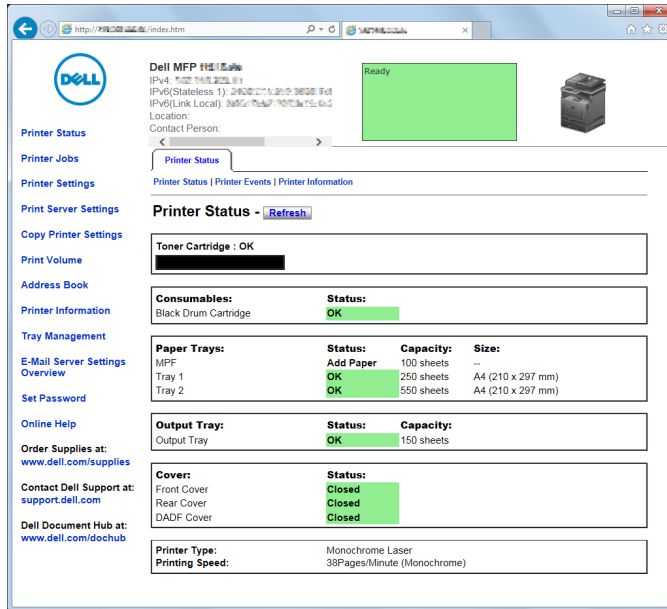 http:// /index.htm
DELL
Dell MFP
IPv4:
IPv6(Stateless 1):
IPv6(Link Local):
Location:
Contact Person:
Ready
Printer Status
Printer Jobs
Printer Settings
Print Server Settings
Copy Printer Settings
Print Volume
Address Book
Printer Information
Tray Management
E-Mail Server Settings
Overview
Set Password
Online Help
Order Supplies at:
www.dell.com/supplies
Contact Dell Support at:
support.dell.com
Dell Document Hub at:
www.dell.com/dochub
Printer Status
Printer Status | Printer Events | Printer Information
Printer Status - Refresh
Toner Cartridge : OK
Consumables: Status:
Black Drum Cartridge OK
Paper Trays: Status: Capacity: Size:
MPF Add Paper 100 sheets --
Tray 1 OK 250 sheets A4 (210 x 297 mm)
Tray 2 OK 550 sheets A4 (210 x 297 mm)
Output Tray: Status: Capacity:
Output Tray OK 150 sheets
Cover: Status:
Front Cover Closed
Rear Cover Closed
DADF Cover Closed
Printer Type: Monochrome Laser
Printing Speed: 38Pages/Minute (Monochrome)